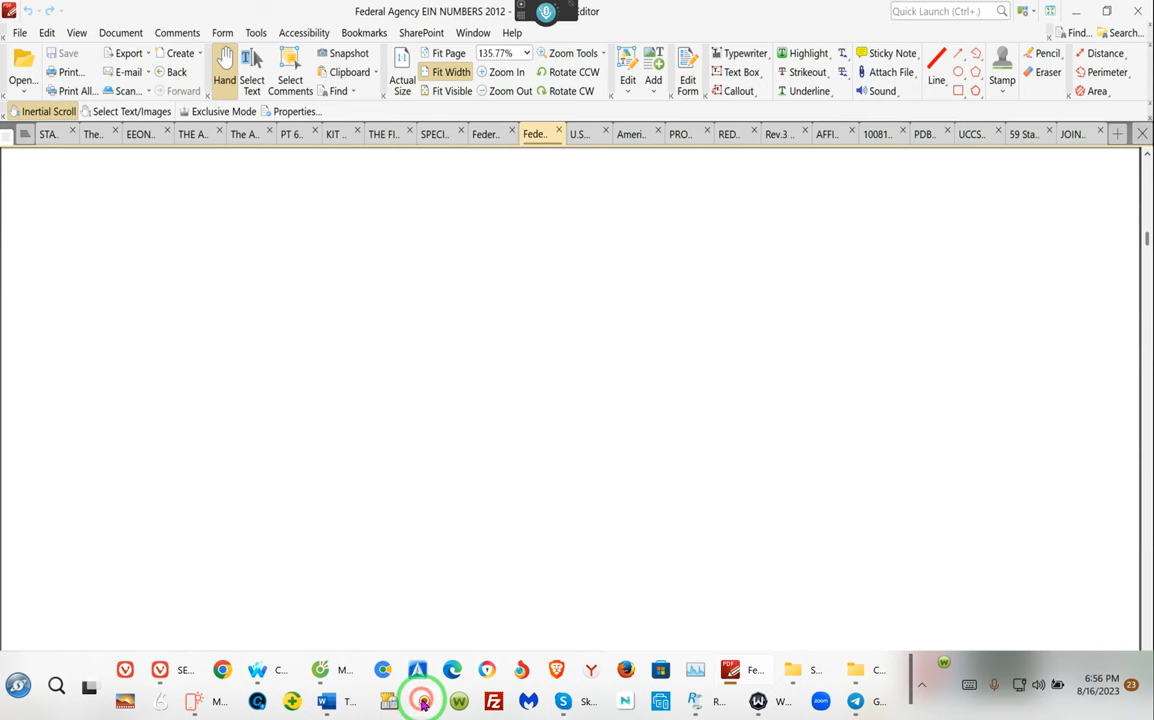 Federal Agency EIN NUMBERS 2012 - Editor
Quick Launch (Ctrl+.)
File Edit View Document Comments Form Tools Accessibility Bookmarks SharePoint Window Help
Find... Search...
Save Export Create Snapshot Fit Page 135.77% Zoom Tools Typewriter Highlight Sticky Note Pencil Distance
Open... Print... E-mail Back Hand Select Text Select Comments Clipboard Actual Size Fit Width Zoom In Rotate CCW Edit Add Edit Form Text Box Strikeout Attach File Line Stamp Eraser Perimeter
Print All... Scan... Forward Find Fit Visible Zoom Out Rotate CW Callout Underline Sound Area
Inertial Scroll Select Text/Images Exclusive Mode Properties...
STA.. The.. EEON.. THE A.. The A.. PT 6.. KIT .. THE FI.. SPECI.. Feder.. Fede.. U.S... Ameri.. PRO.. RED.. Rev.3 .. AFFI.. 10081.. PDB.. UCCS.. 59 Sta.. JOIN..
SE... C... M... PDF Fe... S... C...
M... T... Sk... R... W... zoom G...
6:56 PM
8/16/2023 23